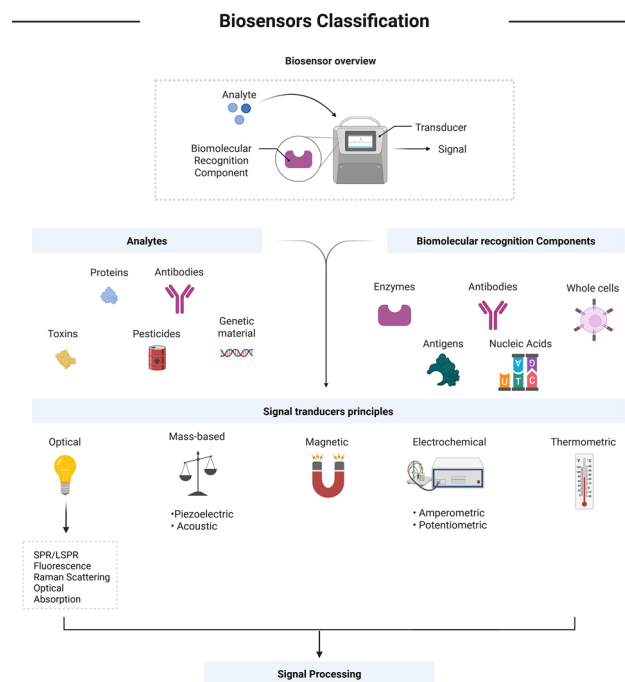 Biosensors Classification
Biosensor overview
Analyte
Transducer
Biomolecular
Recognition
Component
Signal
Analytes
Biomolecular recognition Components
Proteins
Antibodies
Toxins
Pesticides
Genetic
material
Enzymes
Antibodies
Whole cells
Antigens
Nucleic Acids
A G
U T C
Signal tranducers principles
Optical
Mass-based
Magnetic
Electrochemical
Thermometric
°F °C
•Piezoelectric
• Acoustic
• Amperometric
• Potentiometric
SPR/LSPR
Fluorescence
Raman Scattering
Optical
Absorption
Signal Processing